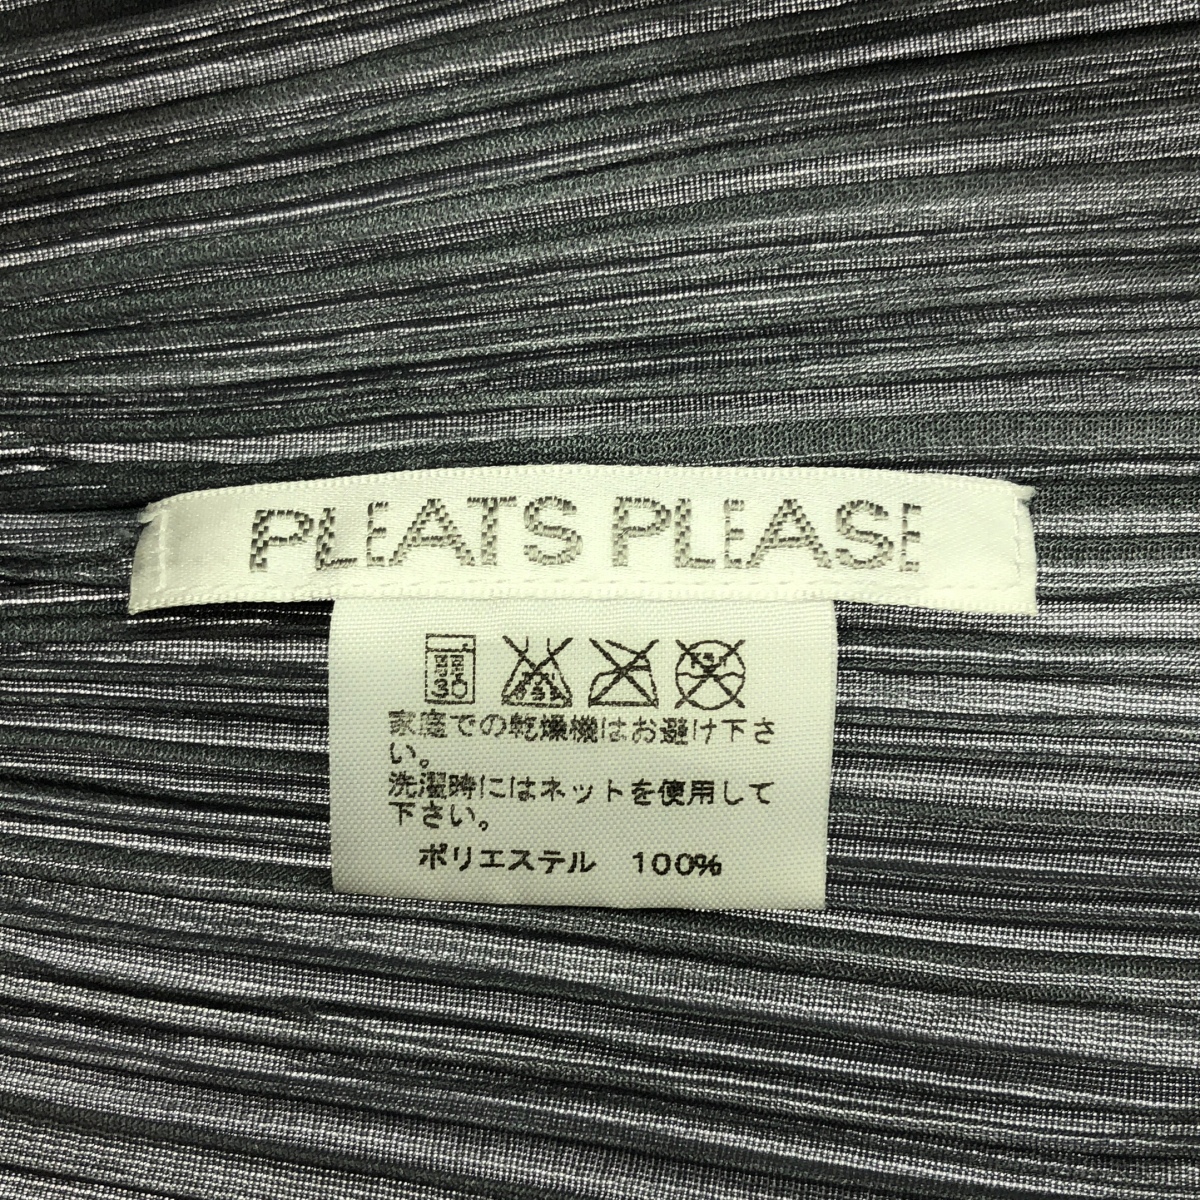 PLEATS PLEASE
30
家庭での乾燥機はお避け下さ
い。
洗濯時にはネットを使用して
下さい。
ポリエステル 100%